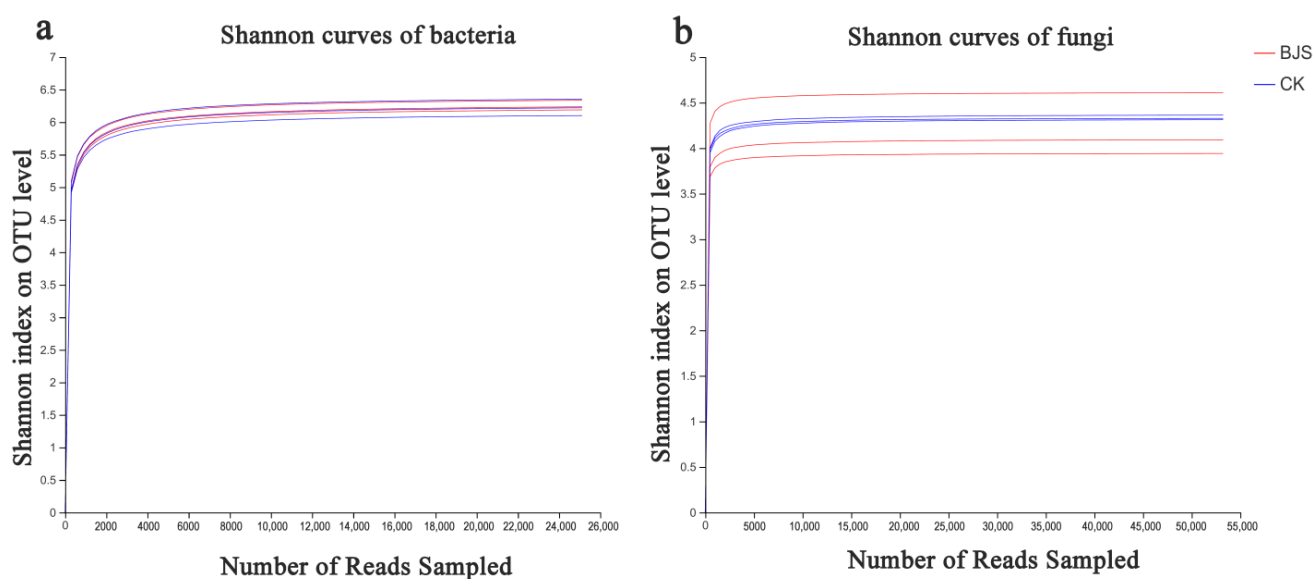 a
Shannon curves of bacteria
Shannon index on OTU level
7
6.5
6
5.5
5
4.5
4
3.5
3
2.5
2
1.5
1
0.5
0
0 2000 4000 6000 8000 10,000 12,000 14,000 16,000 18,000 20,000 22,000 24,000 26,000
Number of Reads Sampled
b
Shannon curves of fungi
BJS
CK
Shannon index on OTU level
5
4.5
4
3.5
3
2.5
2
1.5
1
0.5
0
0 5000 10,000 15,000 20,000 25,000 30,000 35,000 40,000 45,000 50,000 55,000
Number of Reads Sampled